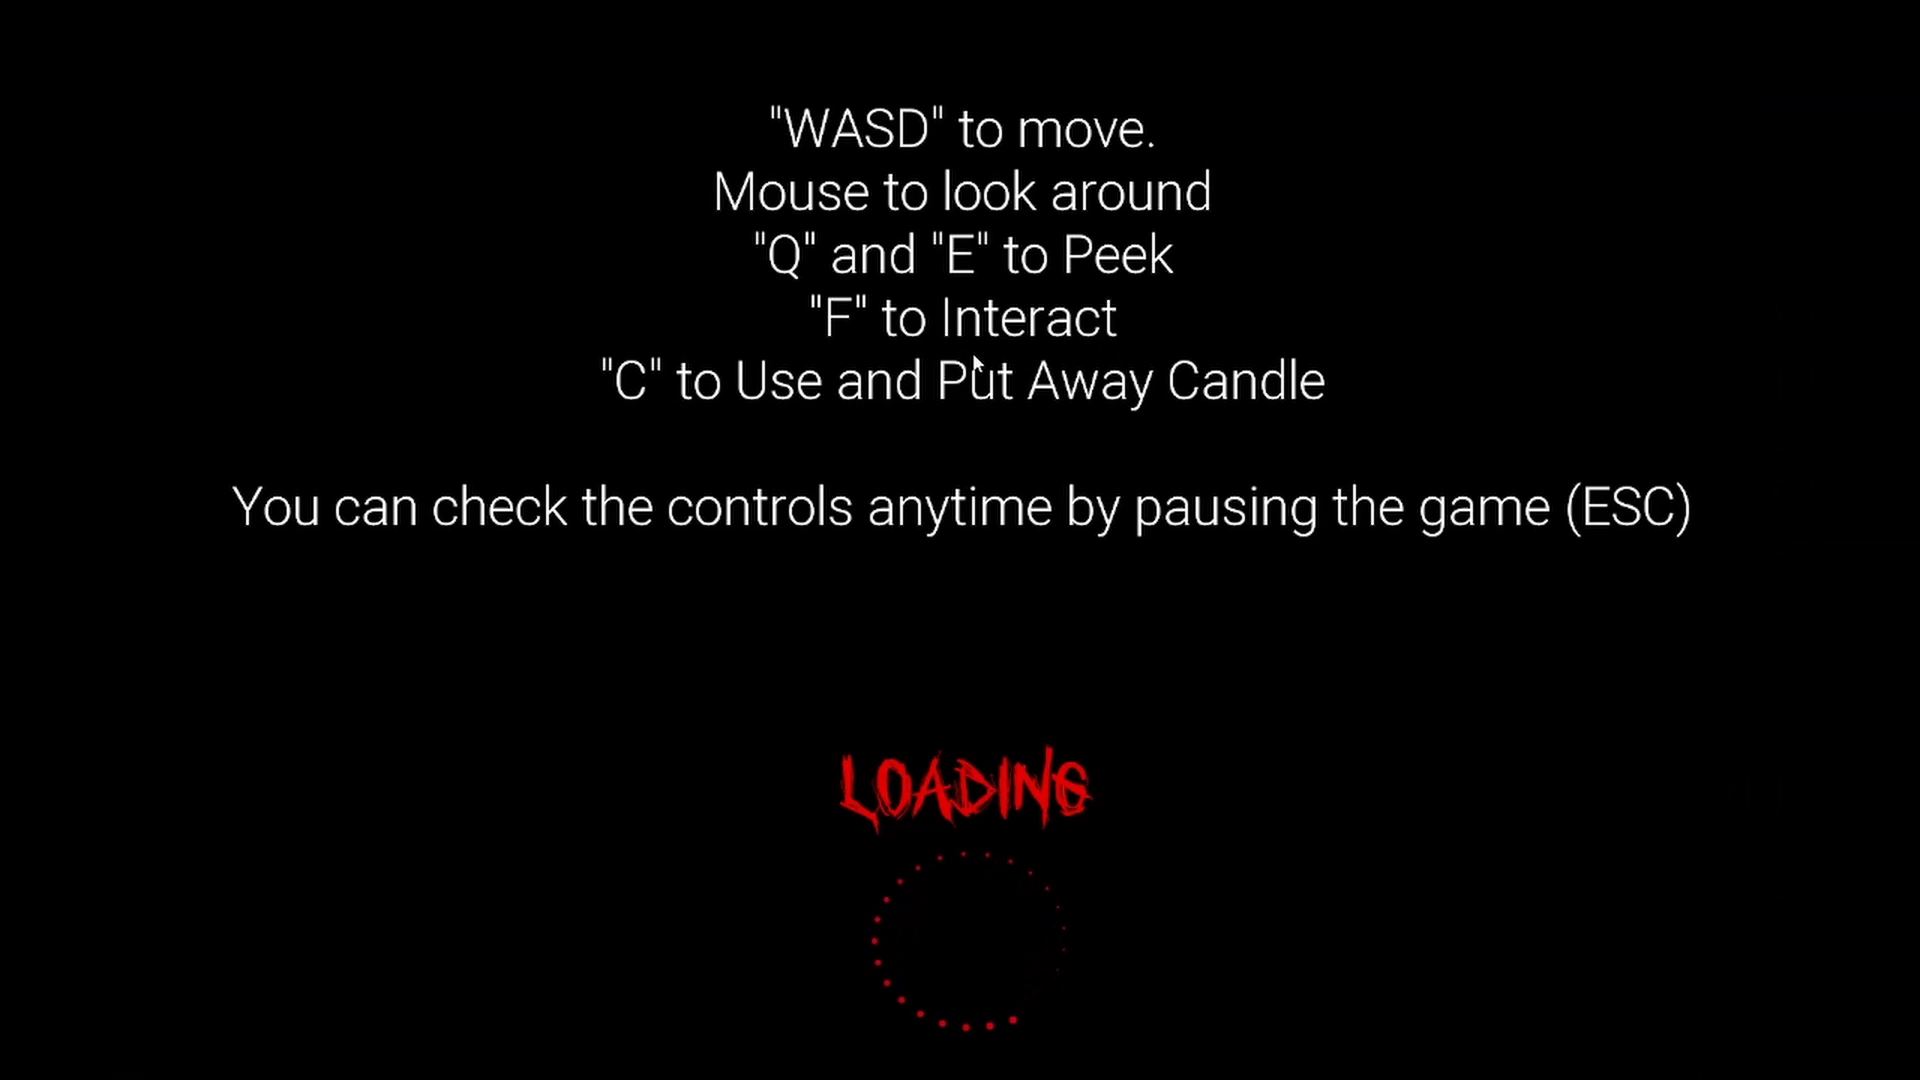 "WASD" to move.
Mouse to look around
"Q" and "E" to Peek
"F" to Interact
"C" to Use and Put Away Candle
You can check the controls anytime by pausing the game (ESC)
LOADING